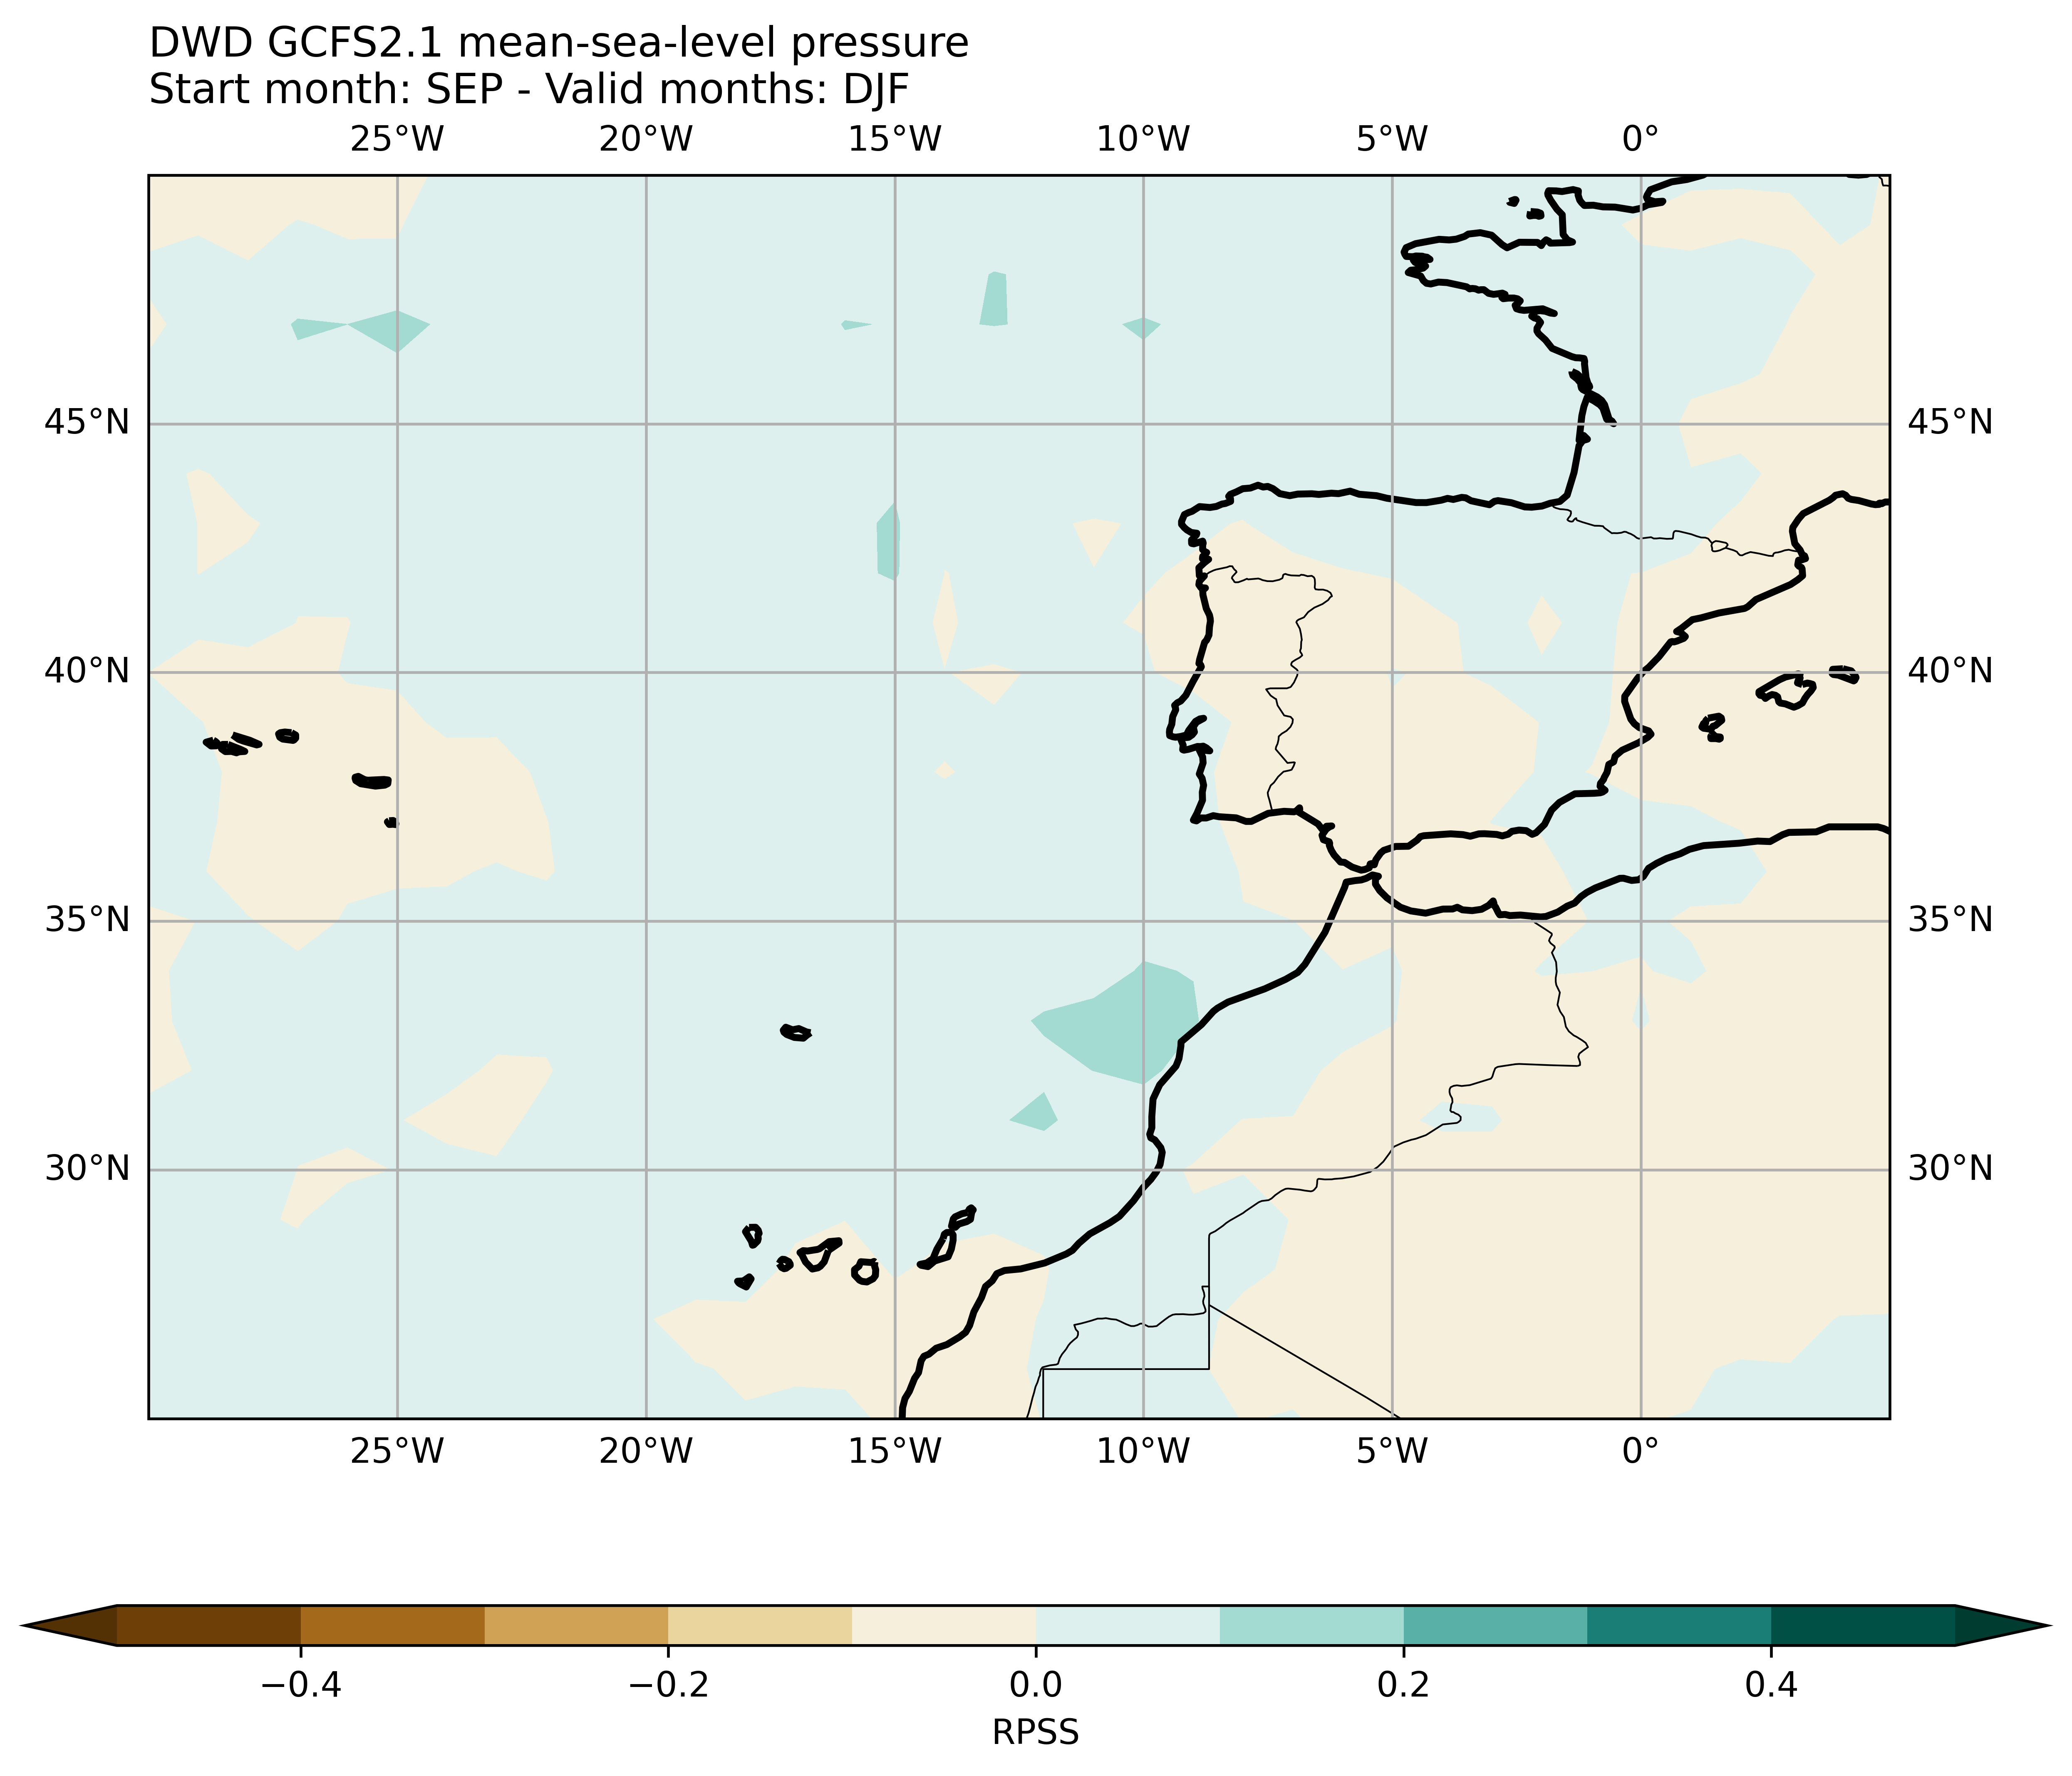 DWD GCFS2.1 mean-sea-level pressure
Start month: SEP - Valid months: DJF
25°W 20°W 15°W 10°W 5°W 0°
45°N 45°N
40°N 40°N
35°N 35°N
30°N 30°N
25°W 20°W 15°W 10°W 5°W 0°
−0.4 −0.2 0.0 0.2 0.4
RPSS